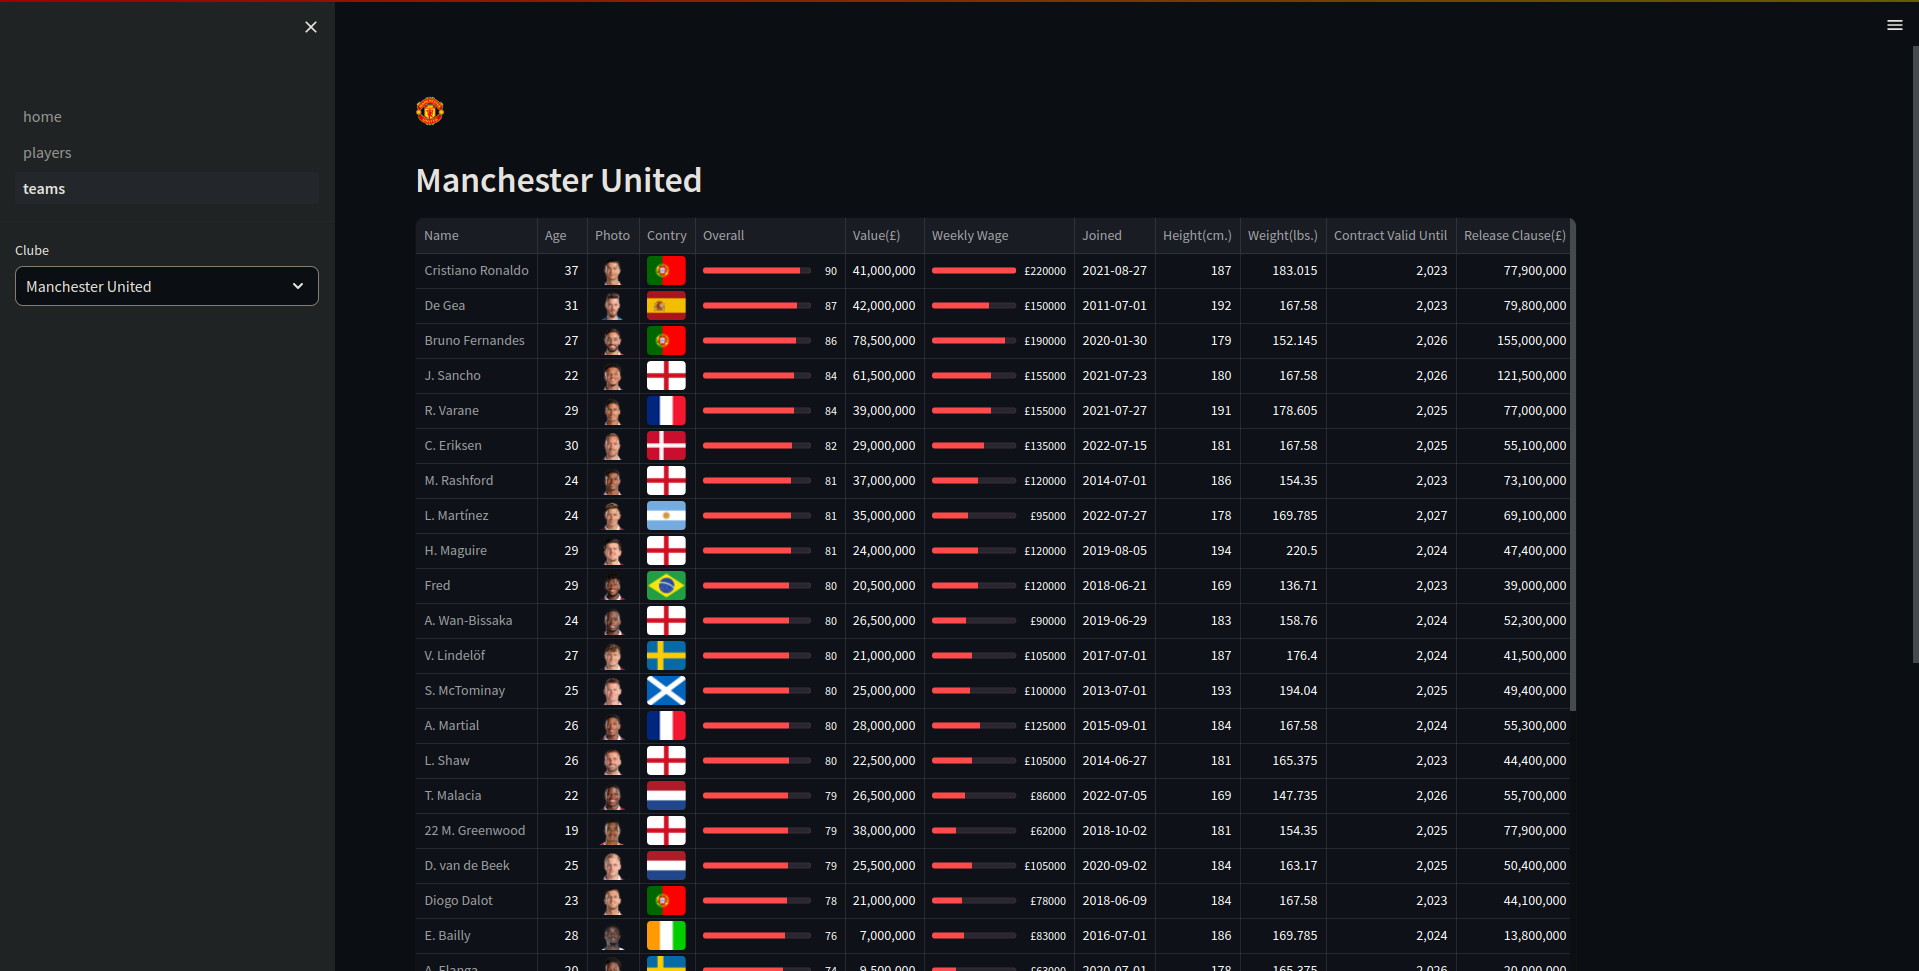 home
players
teams
Clube
Manchester United
Manchester United
Name Age Photo Contry Overall Value(£) Weekly Wage Joined Height(cm.) Weight(lbs.) Contract Valid Until Release Clause(£)
Cristiano Ronaldo 37 90 41,000,000 £220000 2021-08-27 187 183.015 2,023 77,900,000
De Gea 31 87 42,000,000 £150000 2011-07-01 192 167.58 2,023 79,800,000
Bruno Fernandes 27 86 78,500,000 £190000 2020-01-30 179 152.145 2,026 155,000,000
J. Sancho 22 84 61,500,000 £155000 2021-07-23 180 167.58 2,026 121,500,000
R. Varane 29 84 39,000,000 £155000 2021-07-27 191 178.605 2,025 77,000,000
C. Eriksen 30 82 29,000,000 £135000 2022-07-15 181 167.58 2,025 55,100,000
M. Rashford 24 81 37,000,000 £120000 2014-07-01 186 154.35 2,023 73,100,000
L. Martínez 24 81 35,000,000 £95000 2022-07-27 178 169.785 2,027 69,100,000
H. Maguire 29 81 24,000,000 £120000 2019-08-05 194 220.5 2,024 47,400,000
Fred 29 80 20,500,000 £120000 2018-06-21 169 136.71 2,023 39,000,000
A. Wan-Bissaka 24 80 26,500,000 £90000 2019-06-29 183 158.76 2,024 52,300,000
V. Lindelöf 27 80 21,000,000 £105000 2017-07-01 187 176.4 2,024 41,500,000
S. McTominay 25 80 25,000,000 £100000 2013-07-01 193 194.04 2,025 49,400,000
A. Martial 26 80 28,000,000 £125000 2015-09-01 184 167.58 2,024 55,300,000
L. Shaw 26 80 22,500,000 £105000 2014-06-27 181 165.375 2,023 44,400,000
T. Malacia 22 79 26,500,000 £86000 2022-07-05 169 147.735 2,026 55,700,000
22 M. Greenwood 19 79 38,000,000 £62000 2018-10-02 181 154.35 2,025 77,900,000
D. van de Beek 25 79 25,500,000 £105000 2020-09-02 184 163.17 2,025 50,400,000
Diogo Dalot 23 78 21,000,000 £78000 2018-06-09 184 167.58 2,023 44,100,000
E. Bailly 28 76 7,000,000 £83000 2016-07-01 186 169.785 2,024 13,800,000